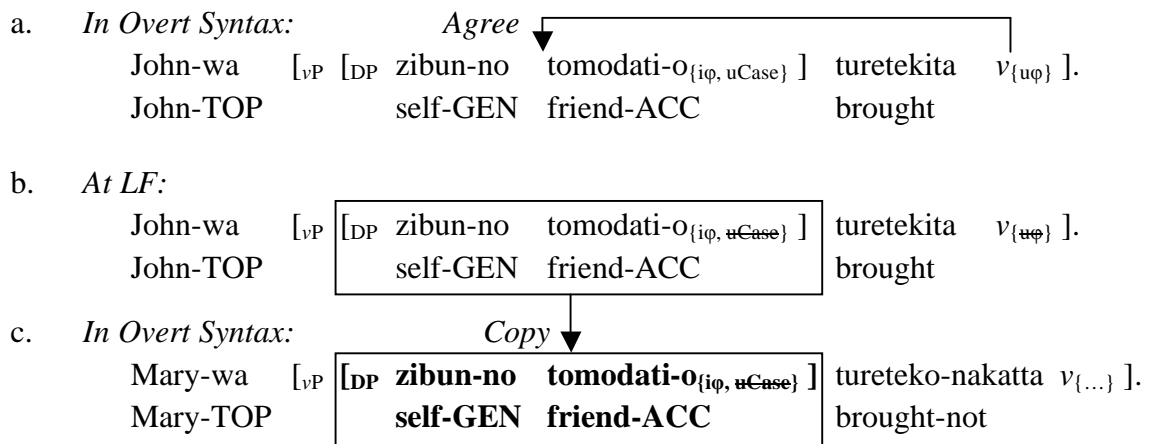 a. In Overt Syntax: Agree
John-wa [vP [DP zibun-no tomodati-o{iφ, uCase} ] turetekita v{uφ} ].
John-TOP self-GEN friend-ACC brought
b. At LF:
John-wa [vP [DP zibun-no tomodati-o{iφ, uCase} ] turetekita v{uφ} ].
John-TOP self-GEN friend-ACC brought
c. In Overt Syntax: Copy
Mary-wa [vP [DP zibun-no tomodati-o{iφ, uCase} ] tureteko-nakatta v{…} ].
Mary-TOP self-GEN friend-ACC brought-not